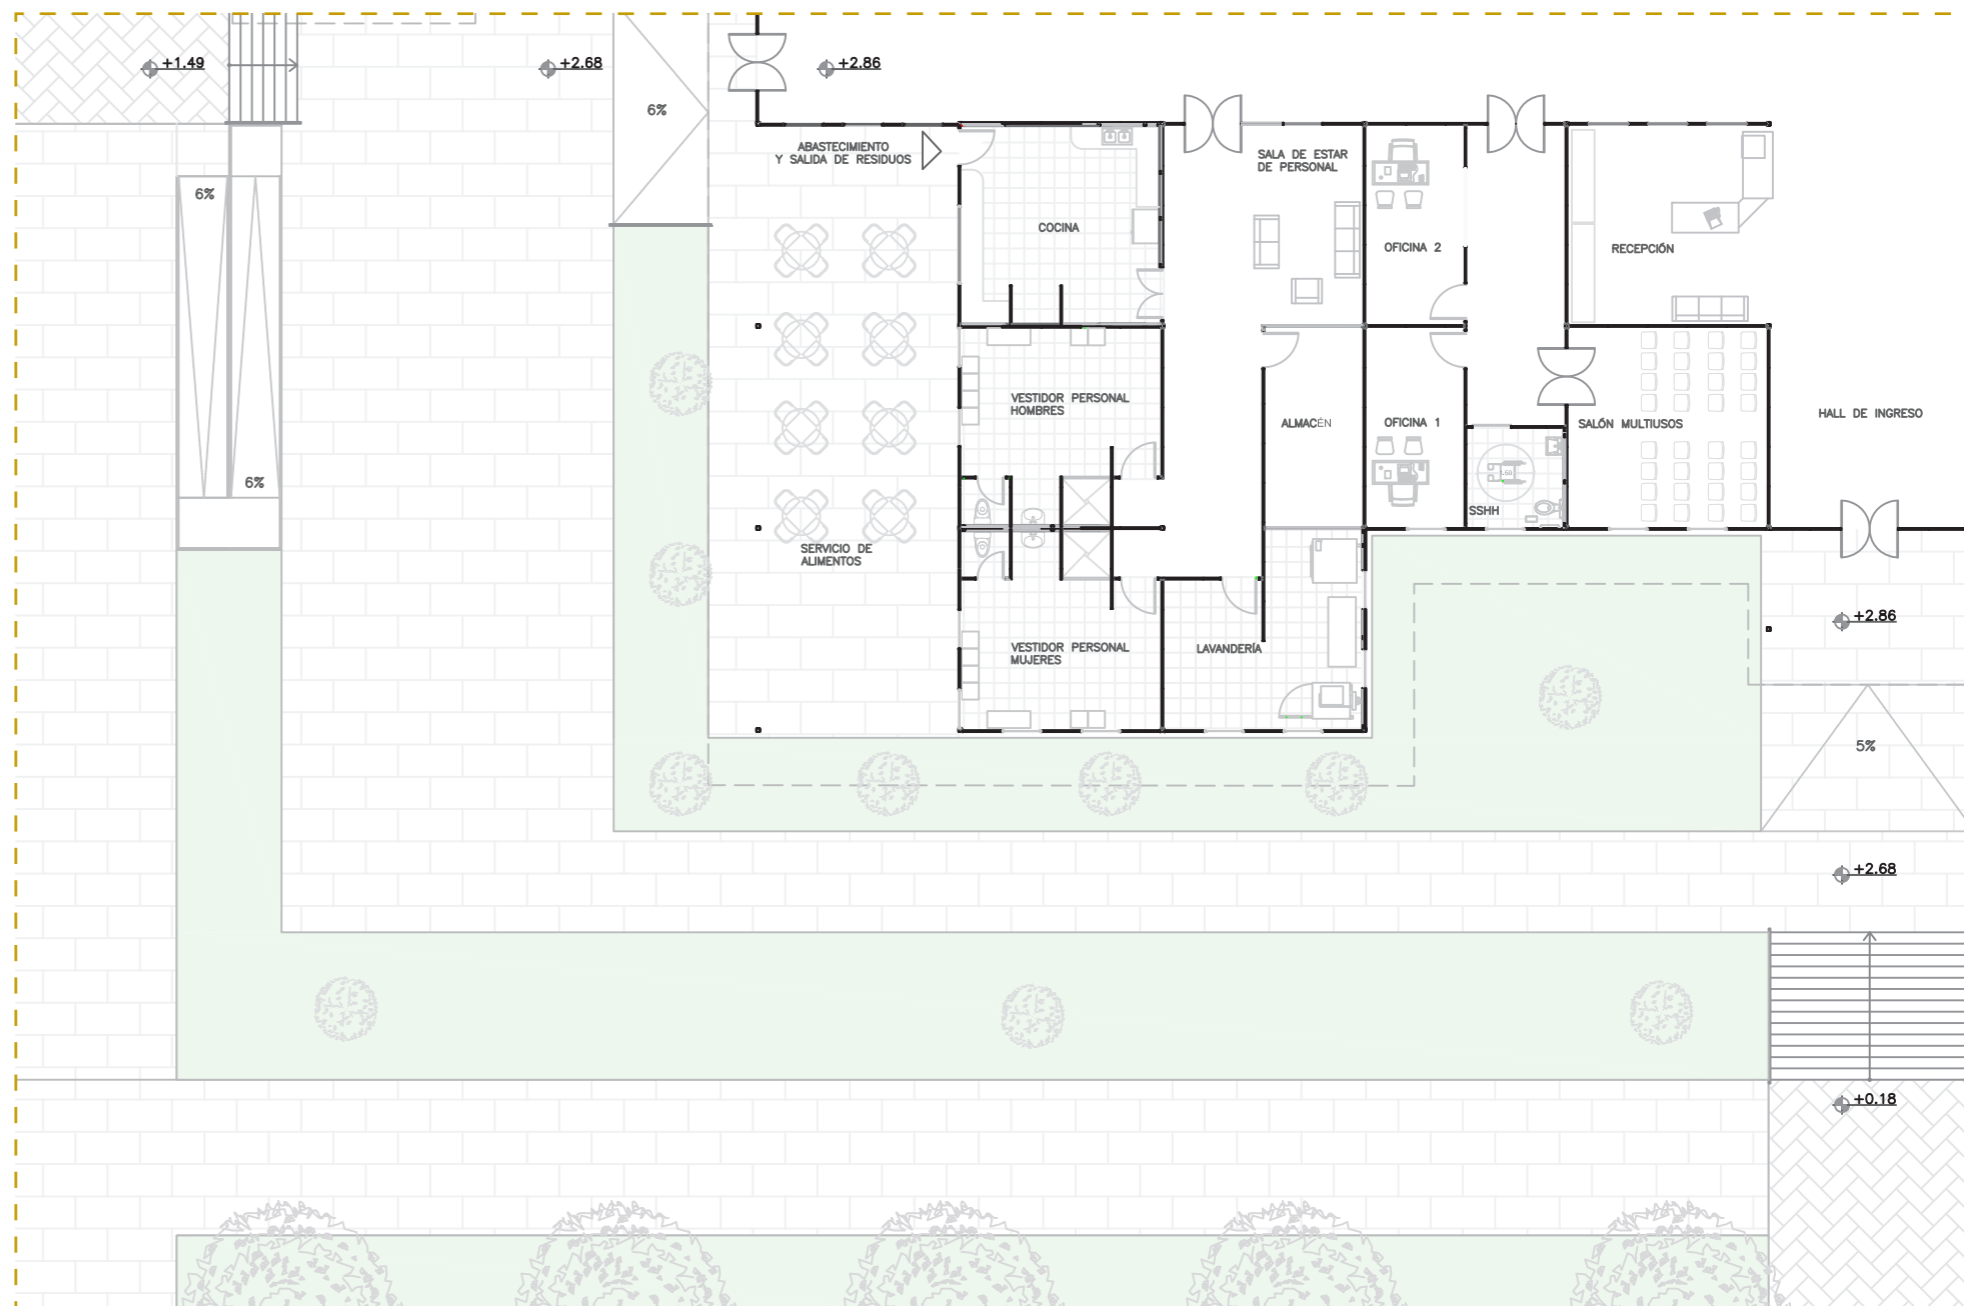 +1.49
+2.68
+2.86
6%
ABASTECIMIENTO
Y SALIDA DE RESIDUOS
SALA DE ESTAR
DE PERSONAL
6%
COCINA
OFICINA 2
RECEPCIÓN
VESTIDOR PERSONAL
HOMBRES
ALMACÉN
OFICINA 1
SALÓN MULTIUSOS
HALL DE INGRESO
6%
1.50
SSHH
SERVICIO DE
ALIMENTOS
+2.86
VESTIDOR PERSONAL
MUJERES
LAVANDERÍA
5%
+2.68
+0.18